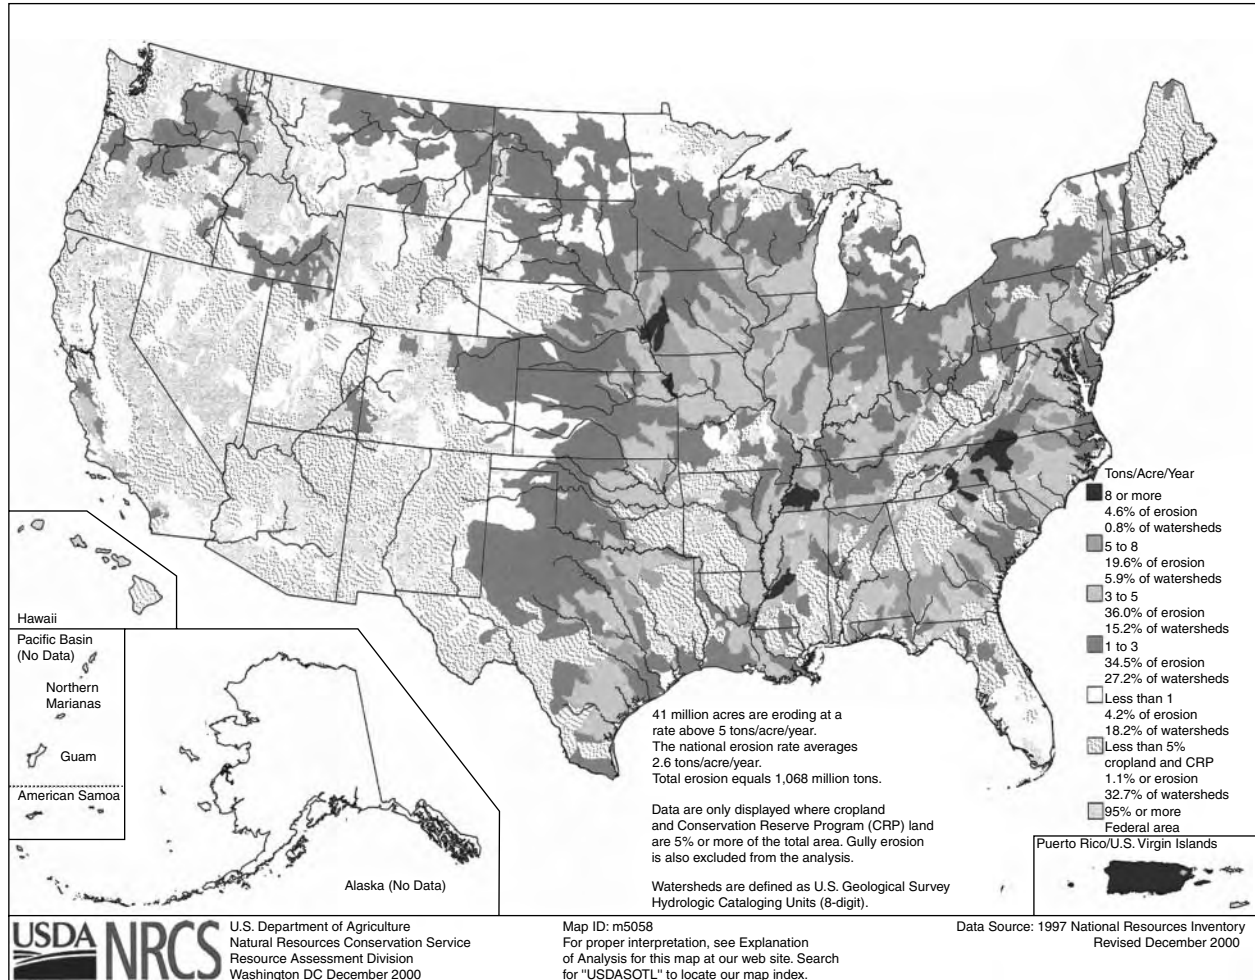 Tons/Acre/Year
8 or more
4.6% of erosion
0.8% of watersheds
5 to 8
19.6% of erosion
5.9% of watersheds
3 to 5
36.0% of erosion
15.2% of watersheds
1 to 3
34.5% of erosion
27.2% of watersheds
Less than 1
4.2% of erosion
18.2% of watersheds
Less than 5%
cropland and CRP
1.1% or erosion
32.7% of watersheds
95% or more
Federal area
Hawaii
Pacific Basin
(No Data)
Northern
Marianas
Guam
American Samoa
Alaska (No Data)
41 million acres are eroding at a
rate above 5 tons/acre/year.
The national erosion rate averages
2.6 tons/acre/year.
Total erosion equals 1,068 million tons.
Data are only displayed where cropland
and Conservation Reserve Program (CRP) land
are 5% or more of the total area. Gully erosion
is also excluded from the analysis.
Watersheds are defined as U.S. Geological Survey
Hydrologic Cataloging Units (8-digit).
Puerto Rico/U.S. Virgin Islands
USDA NRCS
U.S. Department of Agriculture
Natural Resources Conservation Service
Resource Assessment Division
Washington DC December 2000
Map ID: m5058
For proper interpretation, see Explanation
of Analysis for this map at our web site. Search
for "USDASOTL" to locate our map index.
Data Source: 1997 National Resources Inventory
Revised December 2000